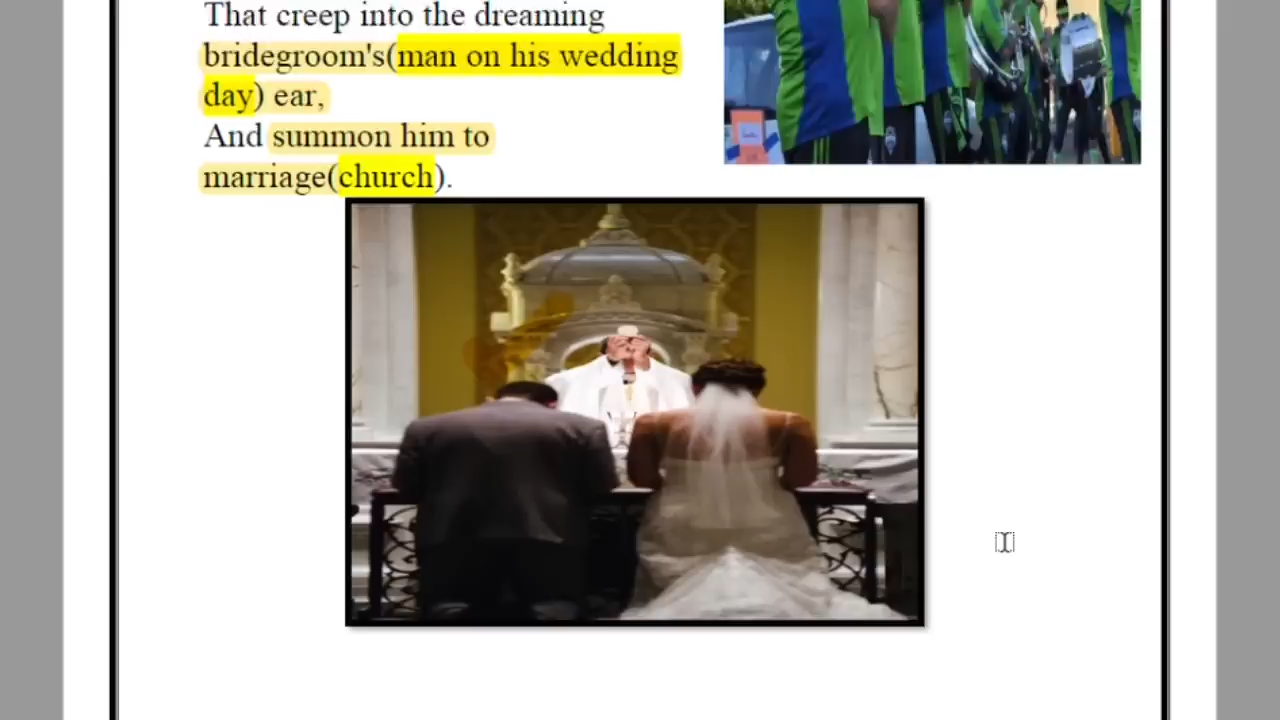 That creep into the dreaming
bridegroom's(man on his wedding
day) ear,
And summon him to
marriage(church).